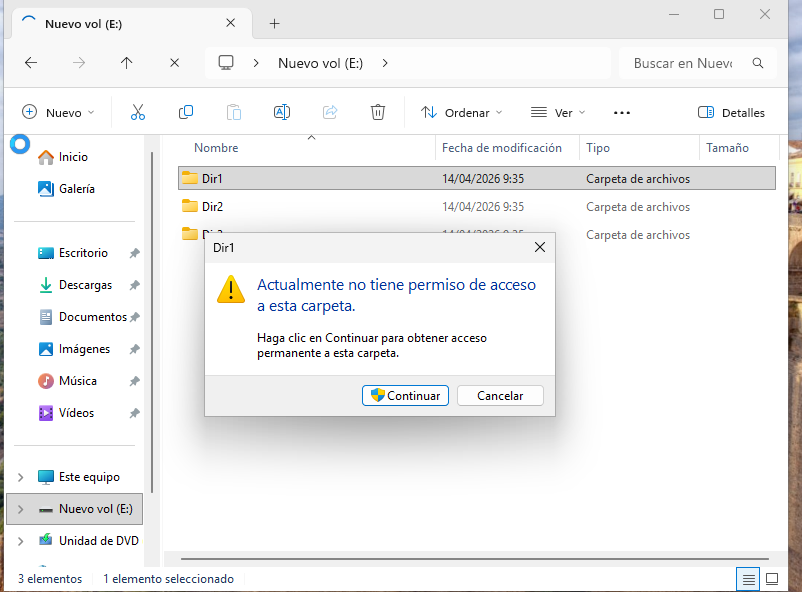 Nuevo vol (E:)
Nuevo vol (E:)
Buscar en Nuevo
Nuevo
Ordenar
Ver
Detalles
Nombre
Fecha de modificación
Tipo
Tamaño
Inicio
Galería
Escritorio
Descargas
Documentos
Imágenes
Música
Vídeos
Este equipo
Nuevo vol (E:)
Unidad de DVD
Dir1 14/04/2026 9:35 Carpeta de archivos
Dir2 14/04/2026 9:35 Carpeta de archivos
Carpeta de archivos
Dir1
Actualmente no tiene permiso de acceso
a esta carpeta.
Haga clic en Continuar para obtener acceso
permanente a esta carpeta.
Continuar
Cancelar
3 elementos
1 elemento seleccionado